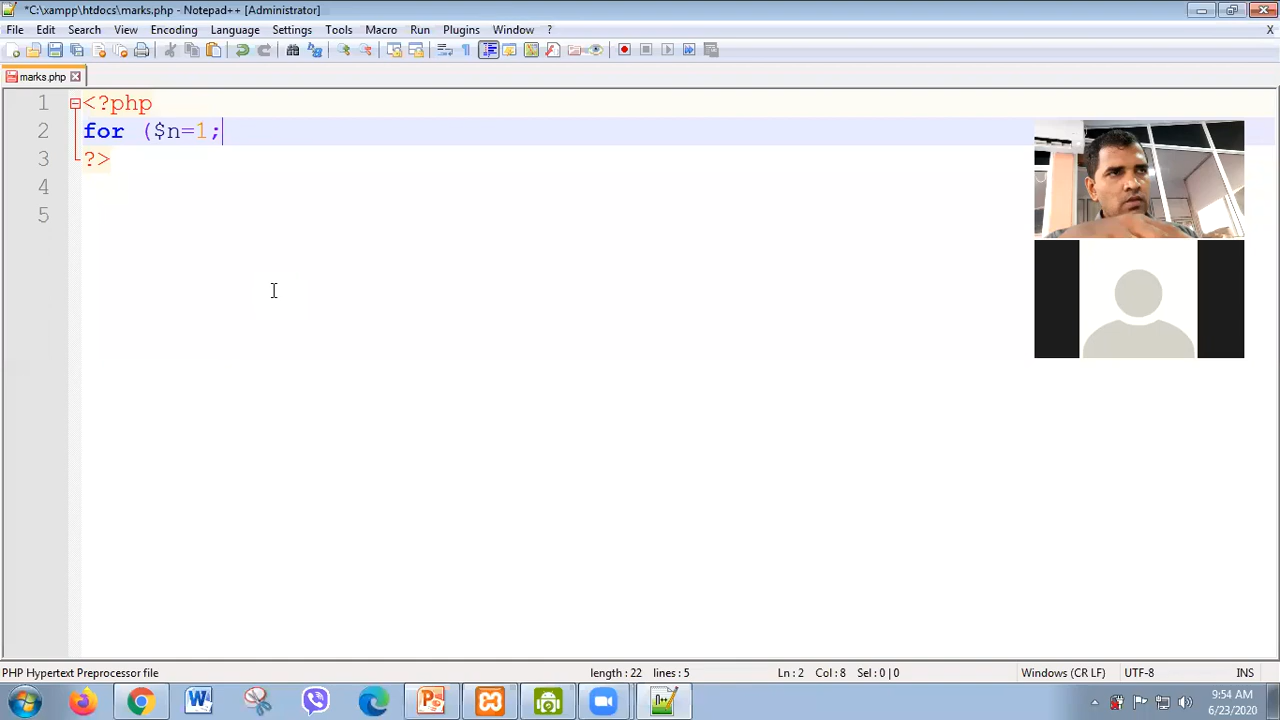 *C:\xampp\htdocs\marks.php - Notepad++ [Administrator]
File Edit Search View Encoding Language Settings Tools Macro Run Plugins Window ? X
marks.php
1 <?php
2 for ($n=1;
3 ?>
4
5
PHP Hypertext Preprocessor file length : 22 lines : 5 Ln : 2 Col : 8 Sel : 0 | 0 Windows (CR LF) UTF-8 INS
9:54 AM
6/23/2020